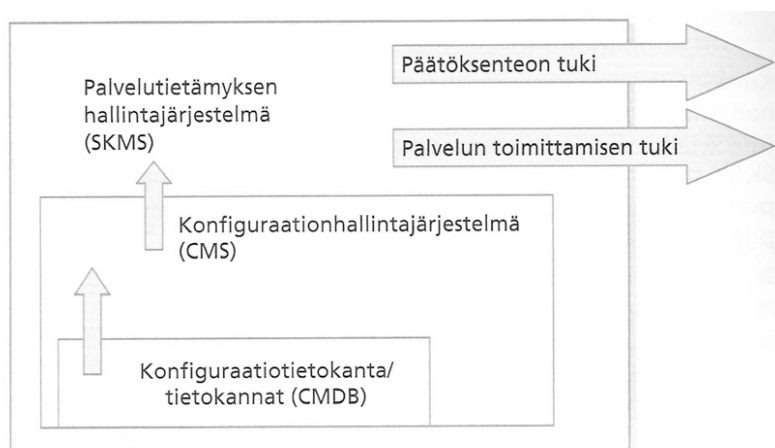 Päätöksenteon tuki
Palvelutietämyksen
hallintajärjestelmä
(SKMS)
Palvelun toimittamisen tuki
Konfiguraationhallintajärjestelmä
(CMS)
Konfiguraatiotietokanta/
tietokannat (CMDB)